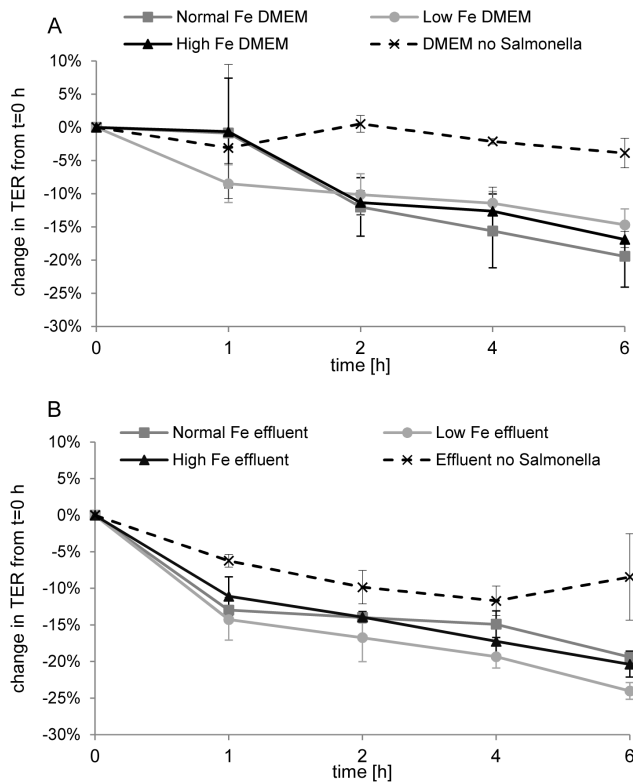 A
Normal Fe DMEM
Low Fe DMEM
High Fe DMEM
DMEM no Salmonella
10%
5%
0%
-5%
-10%
-15%
-20%
-25%
-30%
change in TER from t=0 h
0 1 2 4 6
time [h]
B
Normal Fe effluent
Low Fe effluent
High Fe effluent
Effluent no Salmonella
10%
5%
0%
-5%
-10%
-15%
-20%
-25%
-30%
change in TER from t=0 h
0 1 2 4 6
time [h]